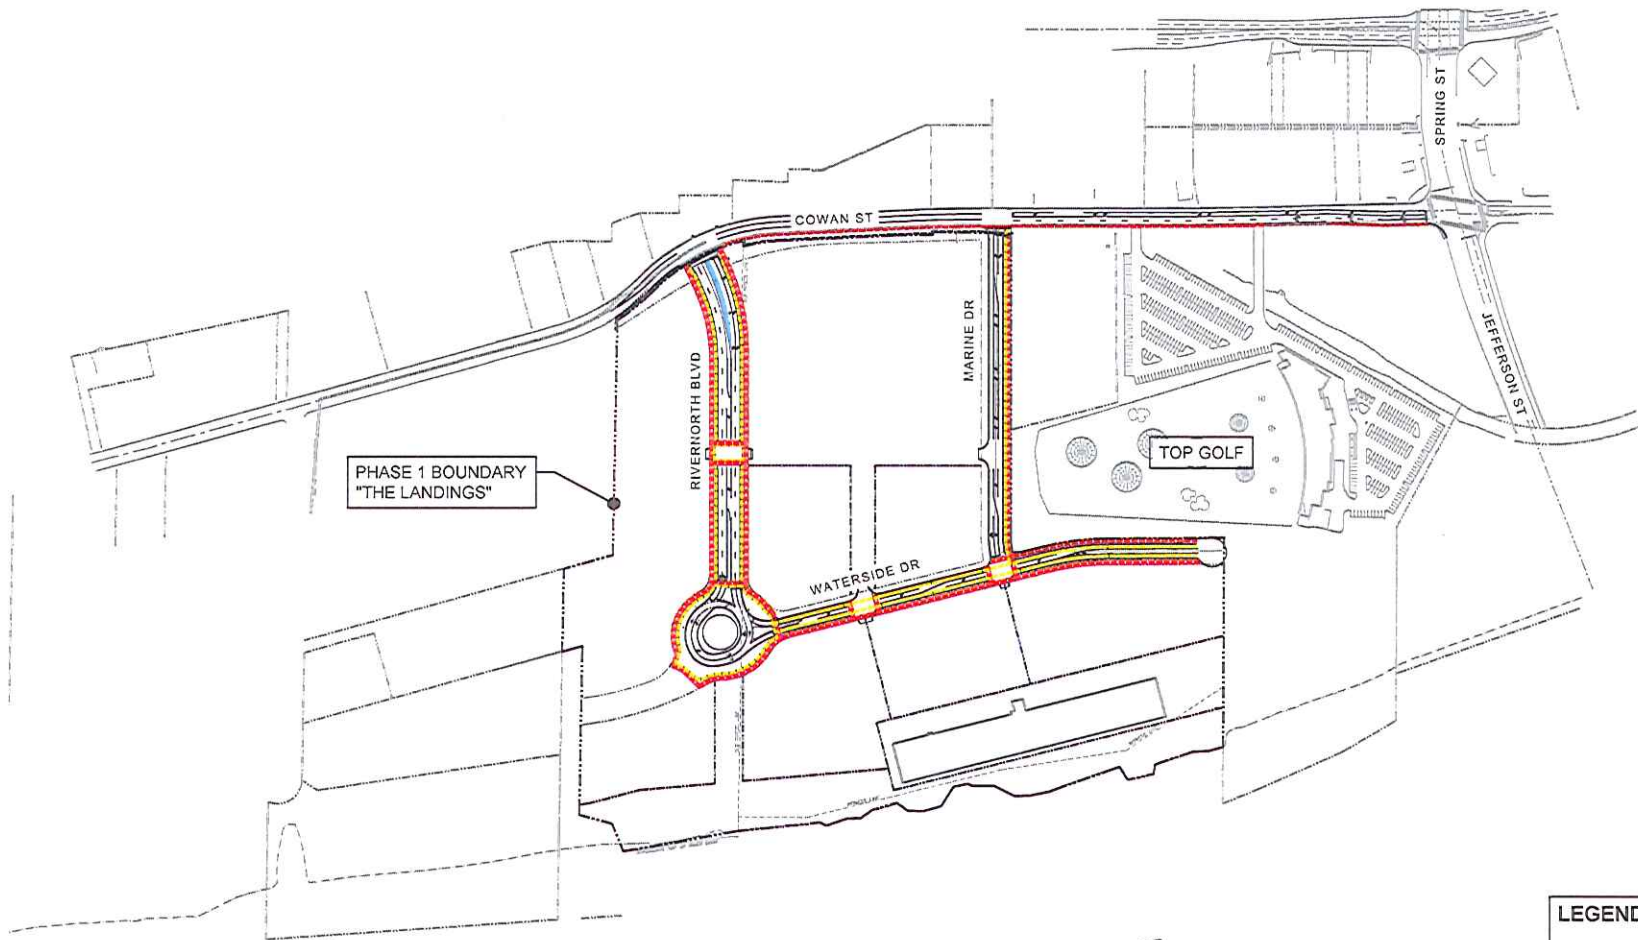 SPRING ST
COWAN ST
MARINE DR
JEFFERSON ST
RIVERNORTH BLVD
TOP GOLF
PHASE 1 BOUNDARY
"THE LANDINGS"
WATERSIDE DR
LEGEND